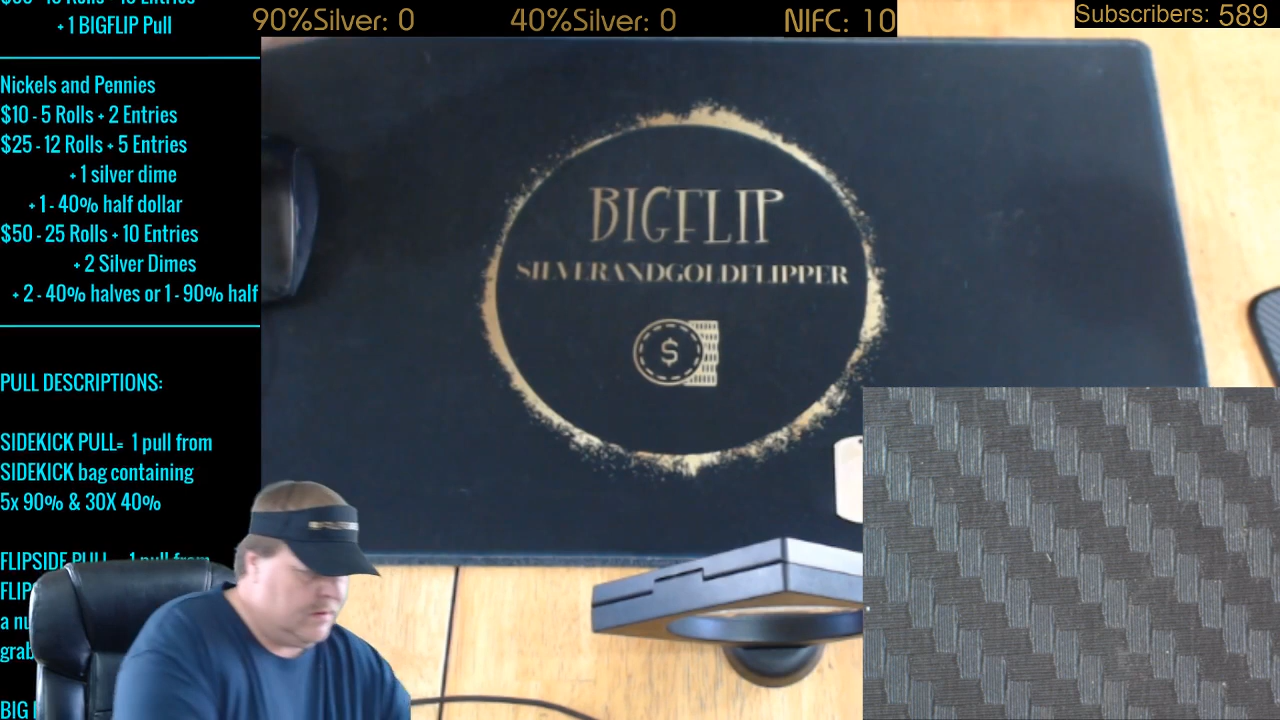 + 1 BIGFLIP Pull
Nickels and Pennies
$10 - 5 Rolls + 2 Entries
$25 - 12 Rolls + 5 Entries
+ 1 silver dime
+ 1 - 40% half dollar
$50 - 25 Rolls + 10 Entries
+ 2 Silver Dimes
+ 2 - 40% halves or 1 - 90% half
PULL DESCRIPTIONS:
SIDEKICK PULL= 1 pull from
SIDEKICK bag containing
5x 90% & 30X 40%
FLIPSIDE PULL
BIG
90%Silver: 0
40%Silver: 0
NIFC: 10
Subscribers: 589
BIGFLIP
SILVERANDGOLDFLIPPER
$